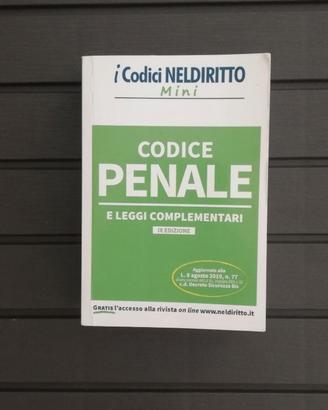 i Codici NELDIRITTO
Mini
CODICE
PENALE
E LEGGI COMPLEMENTARI
IX EDIZIONE
Aggiornato alla
L. 8 agosto 2019, n. 77
c.d. Decreto Sicurezza Bis
GRATIS l'accesso alla rivista on line www.neldiritto.it